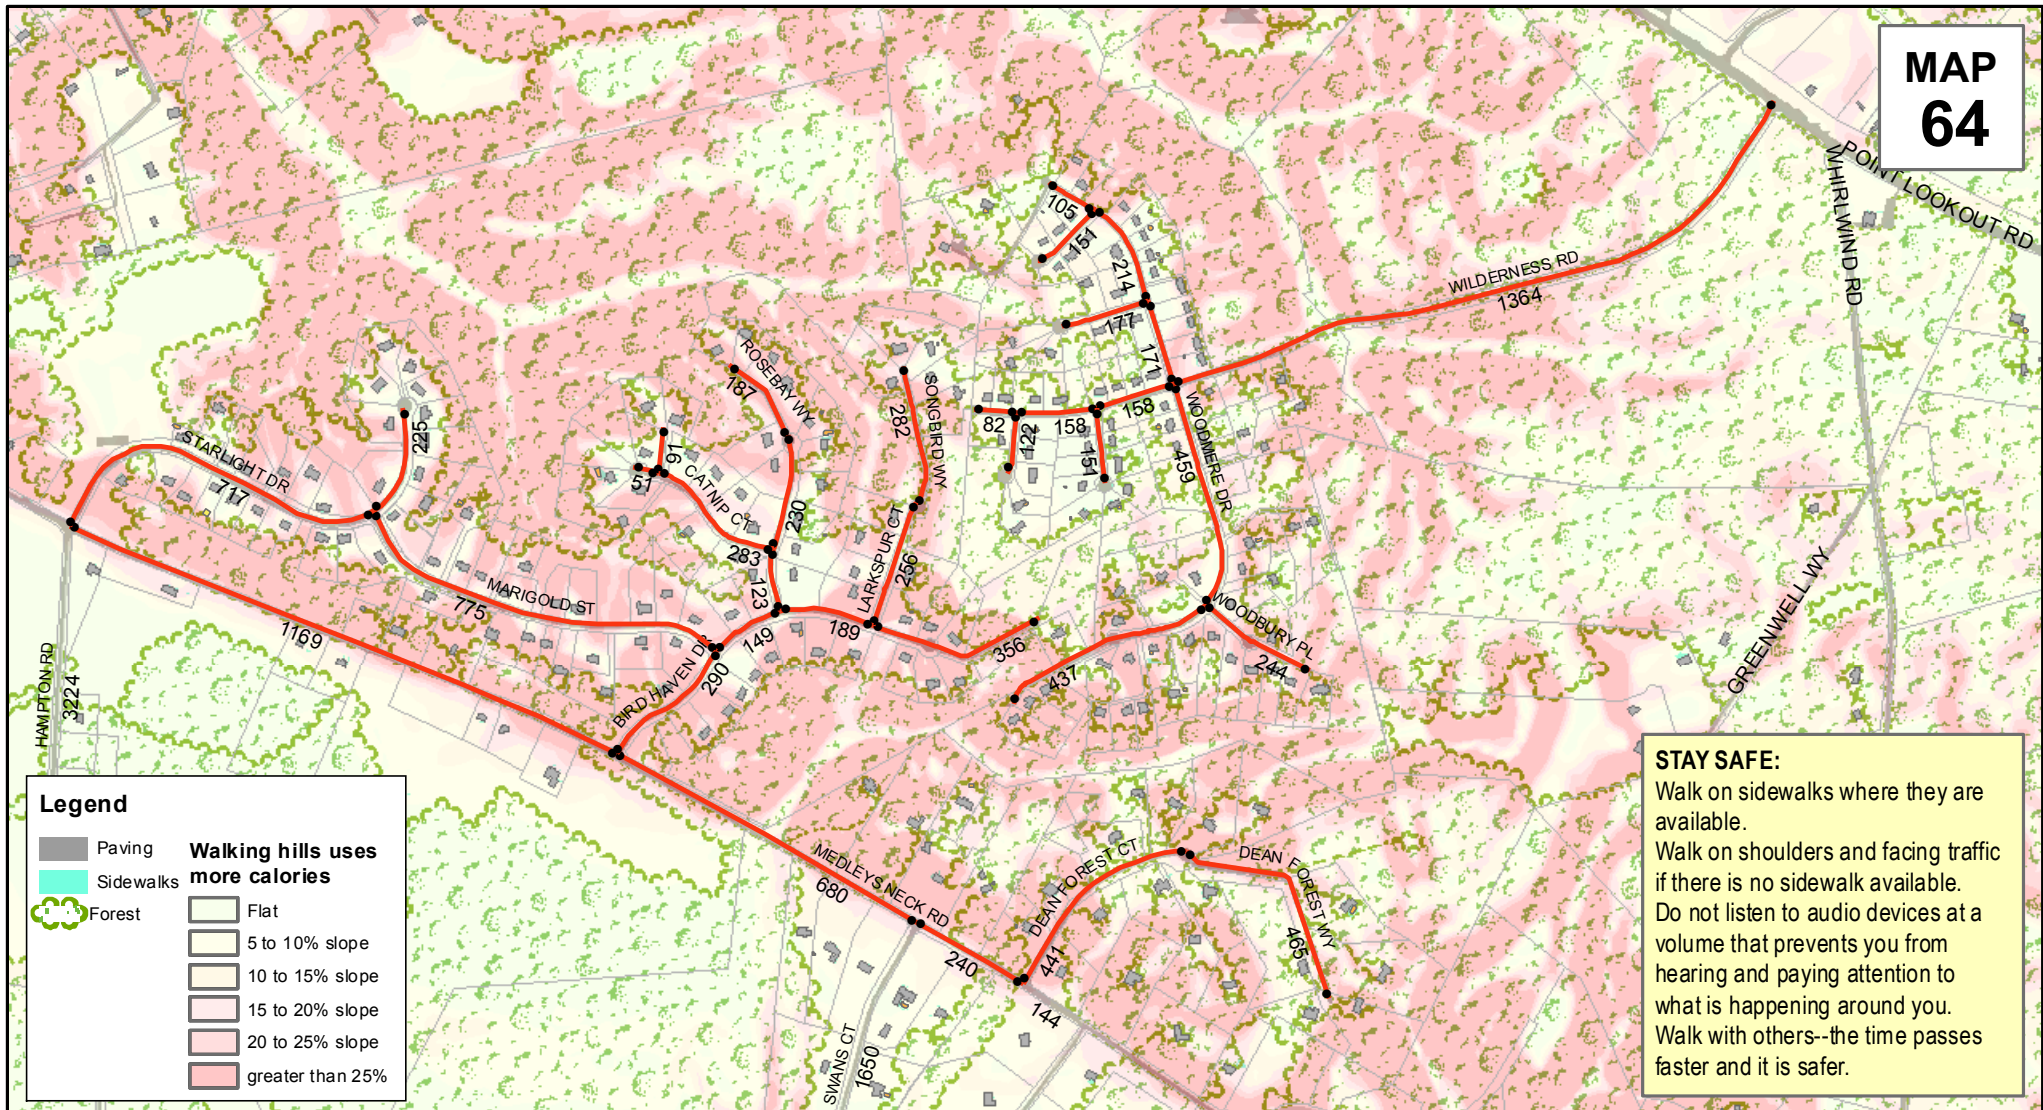 MAP
64
POINT LOOKOUT RD
WHIRLWIND RD
WILDERNESS RD
1364
105
151
214
177
171
ROSEBAY WY
187
SONGBIRD WY
282
82
122
158
158
151
WOODMERE DR
459
225
STARLIGHT DR
717
91
51
CATNIP CT
283
230
123
LARKSPUR CT
256
MARIGOLD ST
775
149
189
356
WOODBURY PL
244
437
GREENWELL WY
1169
BIRD HAVEN DR
290
HAMPTON RD
3224
MEDLEYS NECK RD
680
240
144
DEAN FOREST CT
441
DEAN FOREST WY
465
SWANS CT
1650
Legend
Paving
Sidewalks
Forest
Walking hills uses
more calories
Flat
5 to 10% slope
10 to 15% slope
15 to 20% slope
20 to 25% slope
greater than 25%
STAY SAFE:
Walk on sidewalks where they are
available.
Walk on shoulders and facing traffic
if there is no sidewalk available.
Do not listen to audio devices at a
volume that prevents you from
hearing and paying attention to
what is happening around you.
Walk with others--the time passes
faster and it is safer.